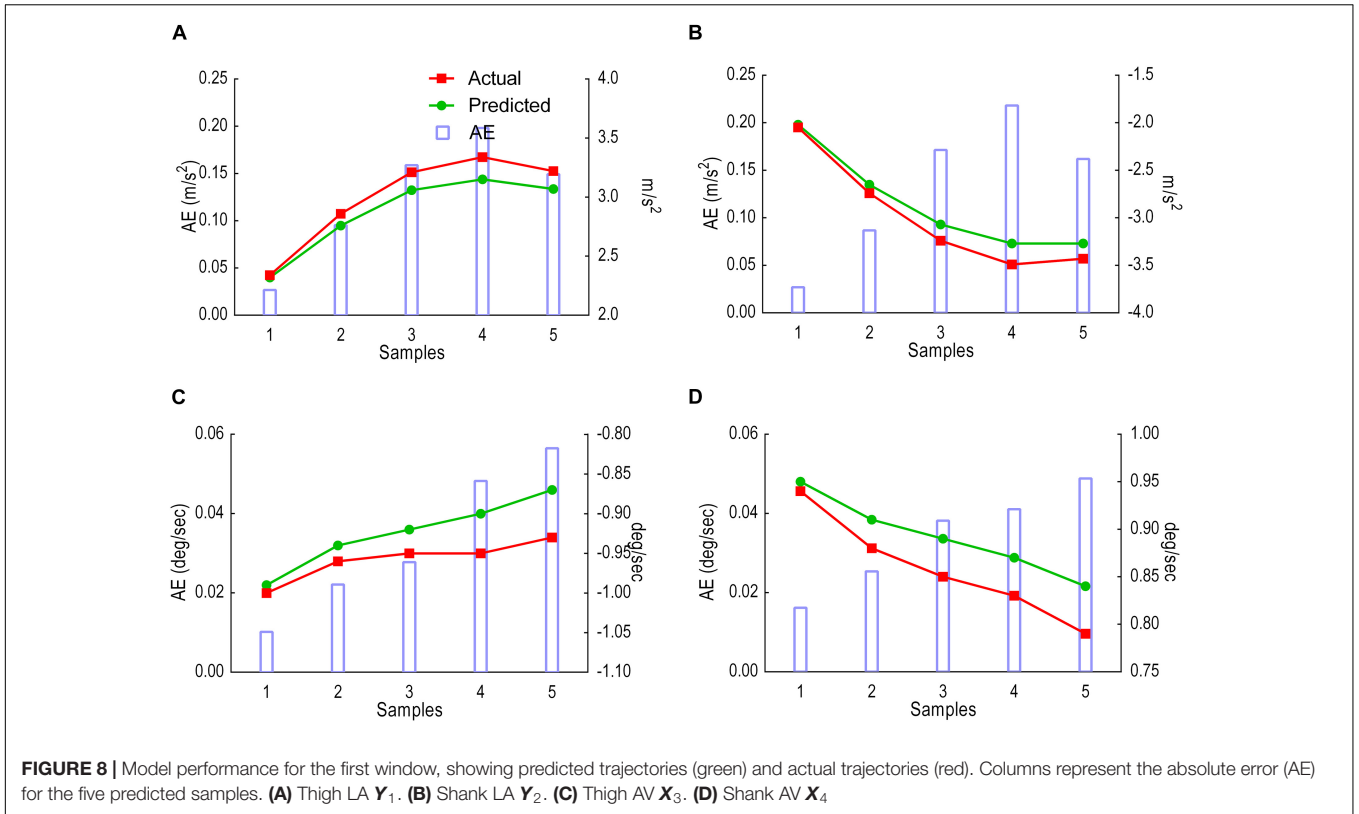 A
0.25
0.20
0.15
0.10
0.05
0.00
AE (m/s²)
Actual
Predicted
AE
4.0
3.5
3.0
2.5
2.0
m/s²
1 2 3 4 5
Samples
B
0.25
0.20
0.15
0.10
0.05
0.00
AE (m/s²)
-1.5
-2.0
-2.5
-3.0
-3.5
-4.0
m/s²
1 2 3 4 5
Samples
C
0.06
0.04
0.02
0.00
AE (deg/sec)
-0.80
-0.85
-0.90
-0.95
-1.00
-1.05
-1.10
deg/sec
1 2 3 4 5
Samples
D
0.06
0.04
0.02
0.00
AE (deg/sec)
1.00
0.95
0.90
0.85
0.80
0.75
deg/sec
1 2 3 4 5
Samples
FIGURE 8 | Model performance for the first window, showing predicted trajectories (green) and actual trajectories (red). Columns represent the absolute error (AE)
for the five predicted samples. (A) Thigh LA Y₁. (B) Shank LA Y₂. (C) Thigh AV X₃. (D) Shank AV X₄